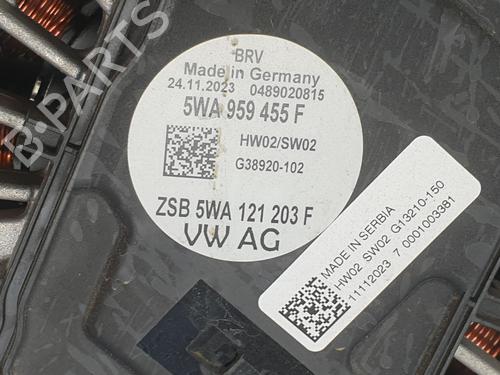 BRV
Made in Germany
24.11.2023 0489020815
5WA 959 455 F
HW02/SW02
G38920-102
ZSB 5WA 121 203 F
VW AG
MADE IN SERBIA
HW02 SW02 G13210-150
11112023 7 0001003381
B-PARTS